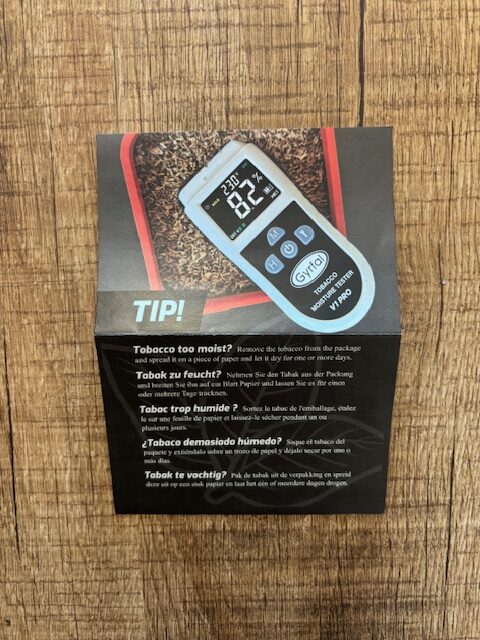 23.0°
82%
M
T
H
Gyrfal
TOBACCO
MOISTURE TESTER
V1 PRO
TIP!
Tobacco too moist? Remove the tobacco from the package
and spread it on a piece of paper and let it dry for one or more days.
Tabak zu feucht? Nehmen Sie den Tabak aus der Packung
und breiten Sie ihn auf ein Blatt Papier und lassen Sie es für einen
oder mehrere Tage trocknen.
Tabac trop humide ? Sortez le tabac de l'emballage, étalez
le sur une feuille de papier et laissez-le sécher pendant un ou
plusieurs jours.
¿Tabaco demasiado húmedo? Saque el tabaco del
paquete y extiéndalo sobre un trozo de papel y déjalo secar por uno o
más días.
Tabak te vochtig? Pak de tabak uit de verpakking en spreid
deze uit op een stuk papier en laat het één of meerdere dagen drogen.